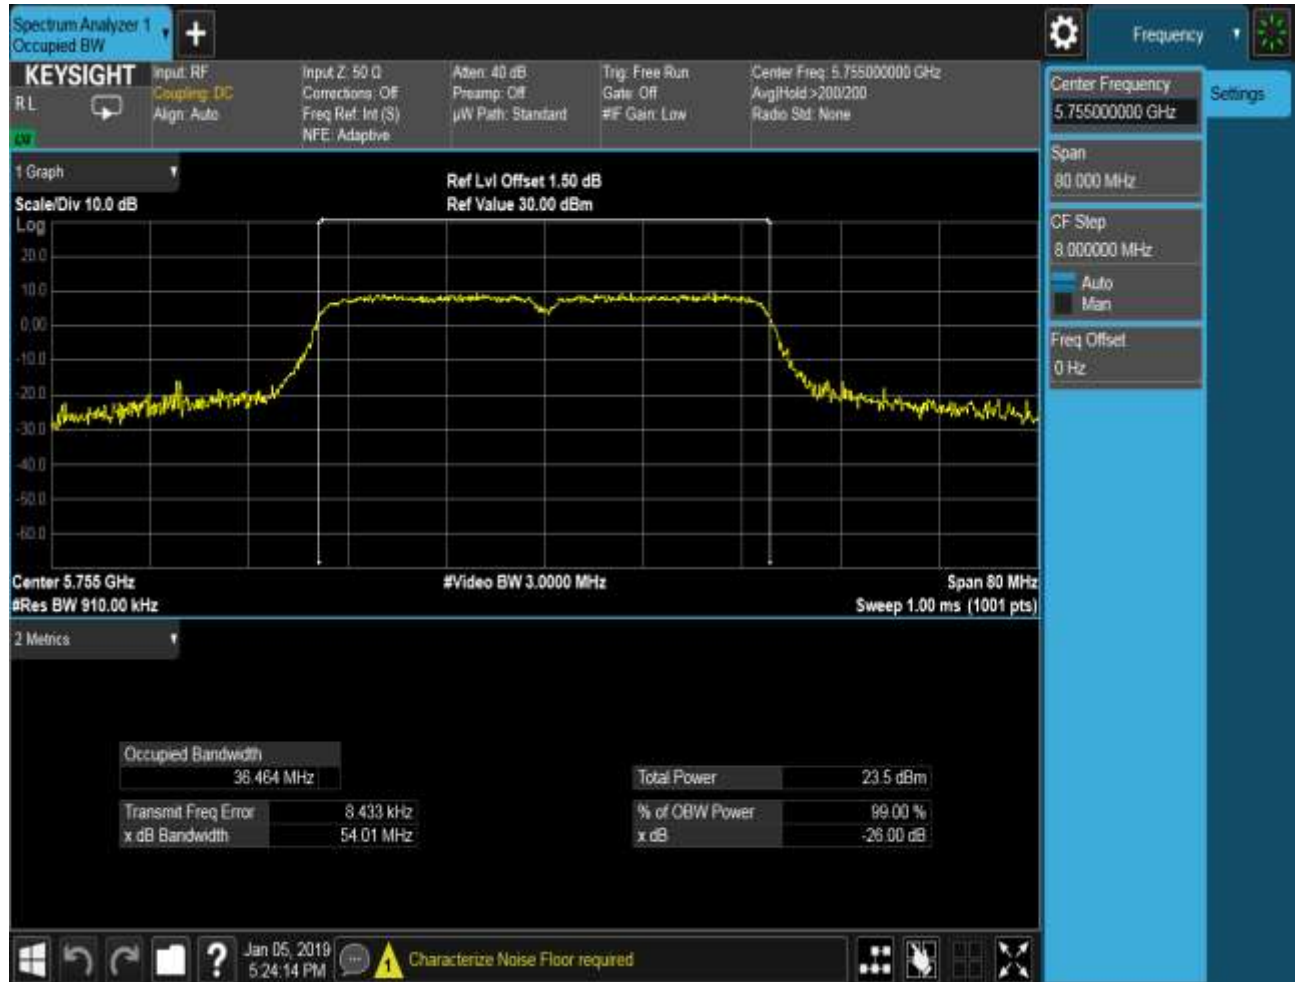 Spectrum Analyzer 1
Occupied BW
Frequency
KEYSIGHT
RL
Input: RF
Coupling: DC
Align: Auto
Input Z: 50 Ω
Corrections: Off
Freq Ref: Int (S)
NFE: Adaptive
Atten: 40 dB
Preamp: Off
µW Path: Standard
Trig: Free Run
Gate: Off
#IF Gain: Low
Center Freq: 5.755000000 GHz
Avg|Hold:>200/200
Radio Std: None
Center Frequency
5.755000000 GHz
Settings
Span
80.000 MHz
CF Step
8.000000 MHz
Auto
Man
Freq Offset
0 Hz
1 Graph
Scale/Div 10.0 dB
Ref Lvl Offset 1.50 dB
Ref Value 30.00 dBm
Log
20.0
10.0
0.00
-10.0
-20.0
-30.0
-40.0
-50.0
-60.0
Center 5.755 GHz
#Video BW 3.0000 MHz
Span 80 MHz
#Res BW 910.00 kHz
Sweep 1.00 ms (1001 pts)
2 Metrics
Occupied Bandwidth
36.464 MHz
Total Power 23.5 dBm
Transmit Freq Error 8.433 kHz
% of OBW Power 99.00 %
x dB Bandwidth 54.01 MHz
x dB -26.00 dB
?
Jan 05, 2019
5:24:14 PM
1
Characterize Noise Floor required